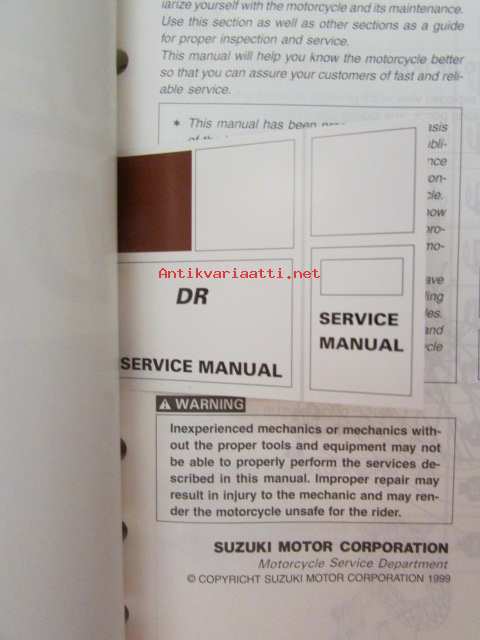 iarize yourself with the motorcycle and its maintenance.
Use this section as well as other sections as a guide
for proper inspection and service.
This manual will help you know the motorcycle better
so that you can assure your customers of fast and reli-
able service.
* This manual has been
Antikvariaatti.net
DR
SERVICE MANUAL
SERVICE
MANUAL
⚠ WARNING
Inexperienced mechanics or mechanics with-
out the proper tools and equipment may not
be able to properly perform the services de-
scribed in this manual. Improper repair may
result in injury to the mechanic and may ren-
der the motorcycle unsafe for the rider.
SUZUKI MOTOR CORPORATION
Motorcycle Service Department
© COPYRICHT SUZUKI MOTOR CORPORATION 1999